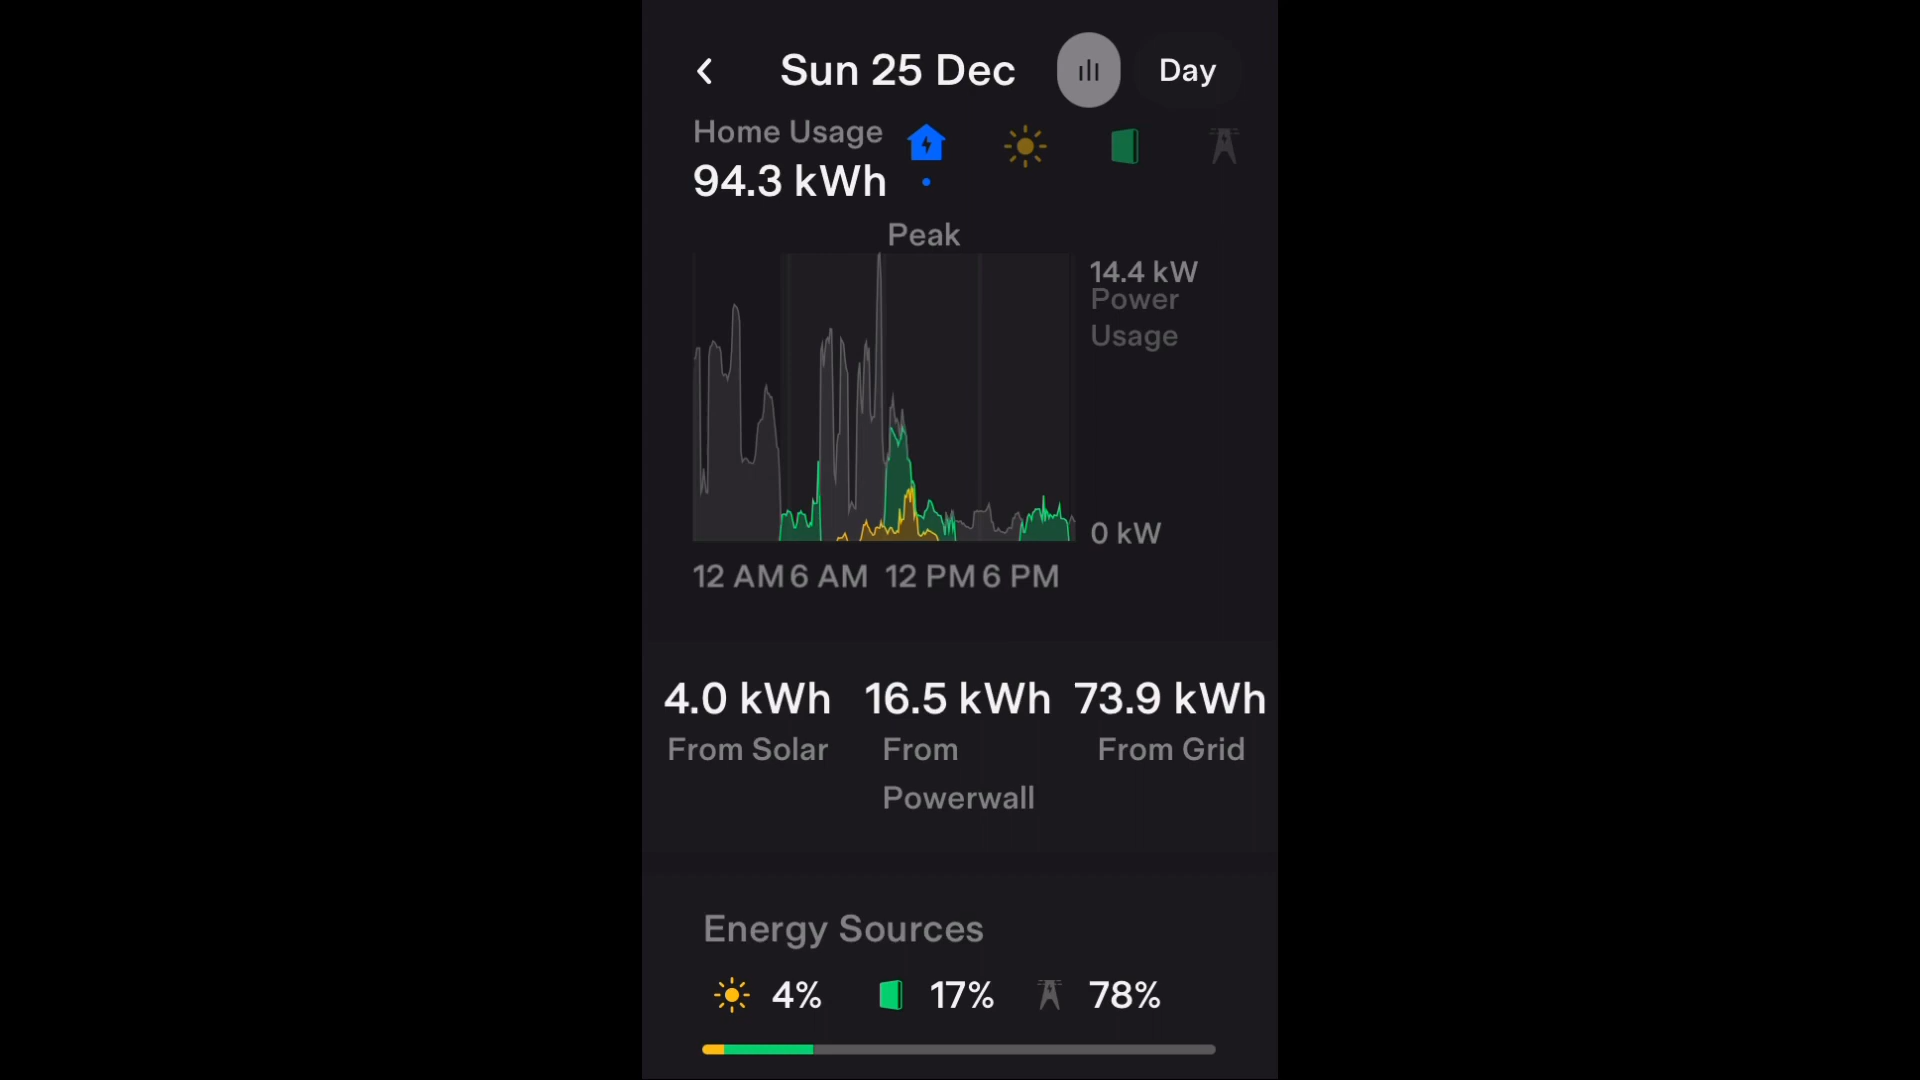 Sun 25 Dec
Day
Home Usage
94.3 kWh
Peak
14.4 kW
Power
Usage
0 kW
12 AM 6 AM 12 PM 6 PM
4.0 kWh 16.5 kWh 73.9 kWh
From Solar From From Grid
Powerwall
Energy Sources
4% 17% 78%